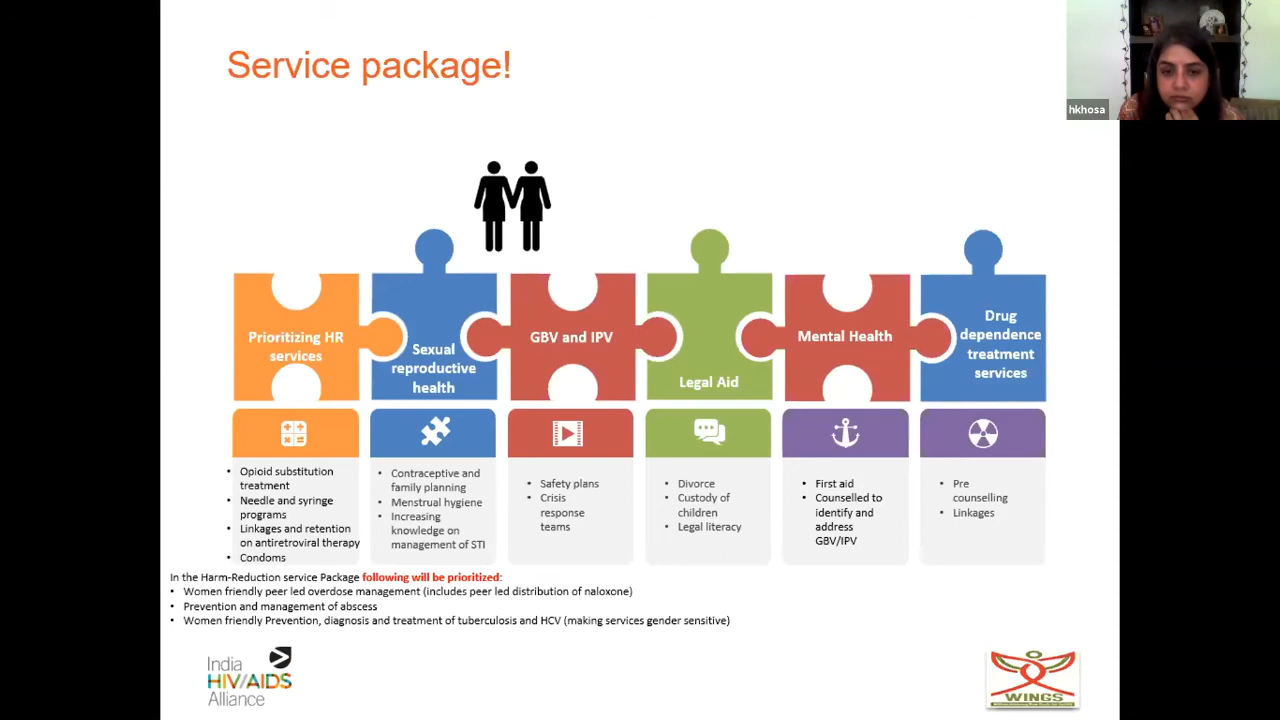 Service package!
hkhosa
Prioritizing HR
services
Sexual
reproductive
health
GBV and IPV
Legal Aid
Mental Health
Drug
dependence
treatment
services
• Opioid substitution
treatment
• Needle and syringe
programs
• Linkages and retention
on antiretroviral therapy
• Condoms
• Contraceptive and
family planning
• Menstrual hygiene
• Increasing
knowledge on
management of STI
• Safety plans
• Crisis
response
teams
• Divorce
• Custody of
children
• Legal literacy
• First aid
• Counselled to
identify and
address
GBV/IPV
• Pre
counselling
• Linkages
In the Harm-Reduction service Package following will be prioritized:
• Women friendly peer led overdose management (includes peer led distribution of naloxone)
• Prevention and management of abscess
• Women friendly Prevention, diagnosis and treatment of tuberculosis and HCV (making services gender sensitive)
India
HIV/AIDS
Alliance
WINGS